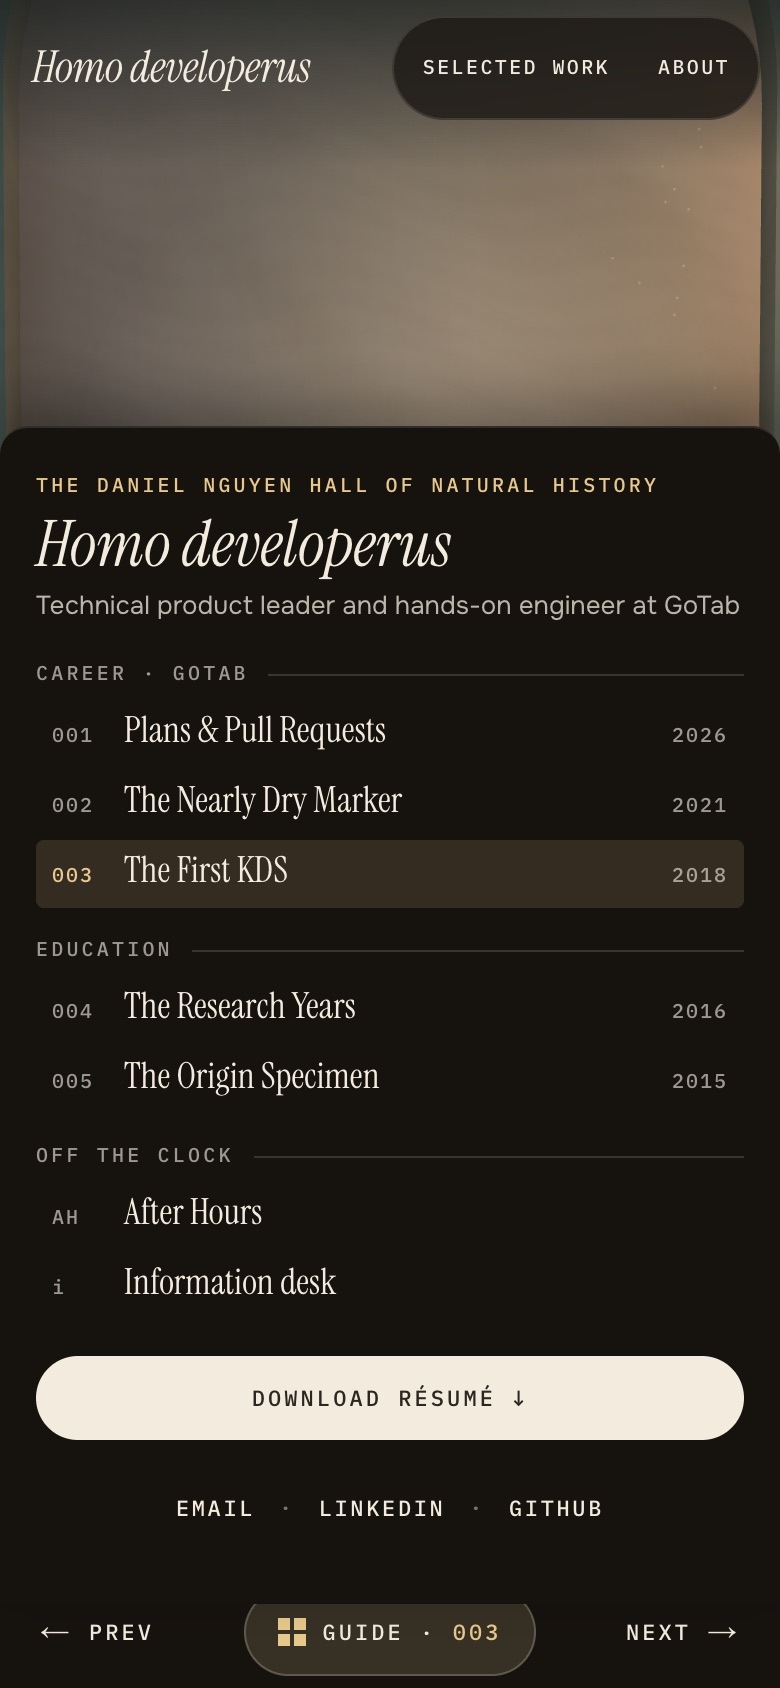 Homo developerus
SELECTED WORK ABOUT
THE DANIEL NGUYEN HALL OF NATURAL HISTORY
Homo developerus
Technical product leader and hands-on engineer at GoTab
CAREER · GOTAB
001 Plans & Pull Requests 2026
002 The Nearly Dry Marker 2021
003 The First KDS 2018
EDUCATION
004 The Research Years 2016
005 The Origin Specimen 2015
OFF THE CLOCK
AH After Hours
i Information desk
DOWNLOAD RÉSUMÉ ↓
EMAIL · LINKEDIN · GITHUB
← PREV GUIDE · 003 NEXT →